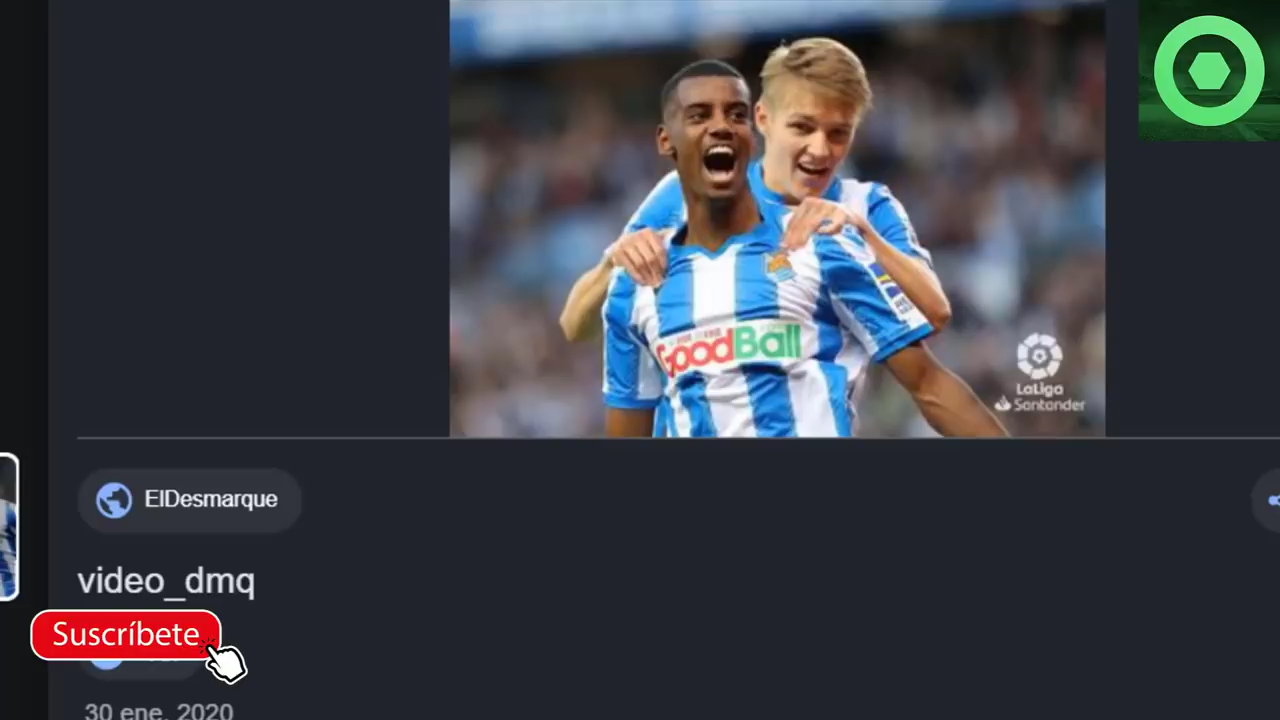 GoodBall
LaLiga
Santander
ElDesmarque
video_dmq
Suscríbete
30 ene. 2020